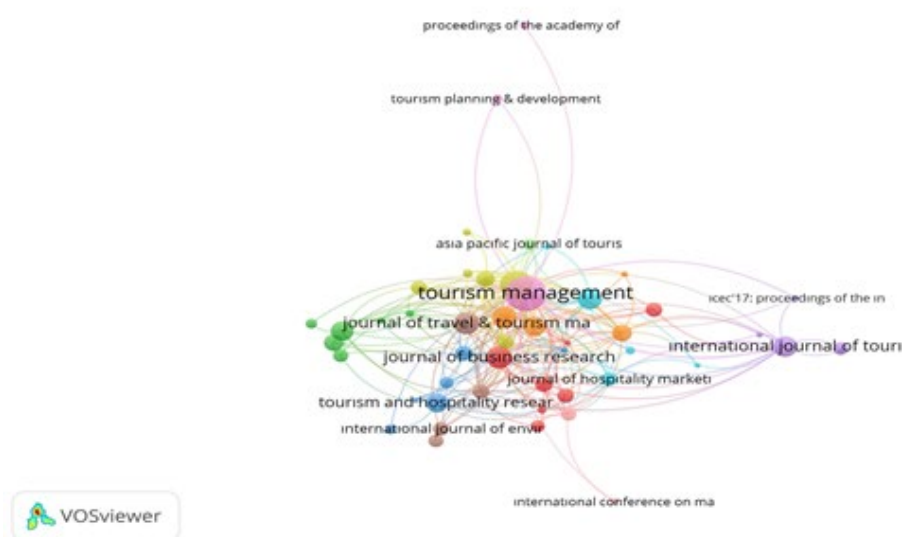 proceedings of the academy of
tourism planning & development
asia pacific journal of touris
tourism management
icec'17: proceedings of the in
journal of travel & tourism ma
international journal of touri
journal of business research
journal of hospitality marketi
tourism and hospitality resear
international journal of envir
international conference on ma
VOSviewer